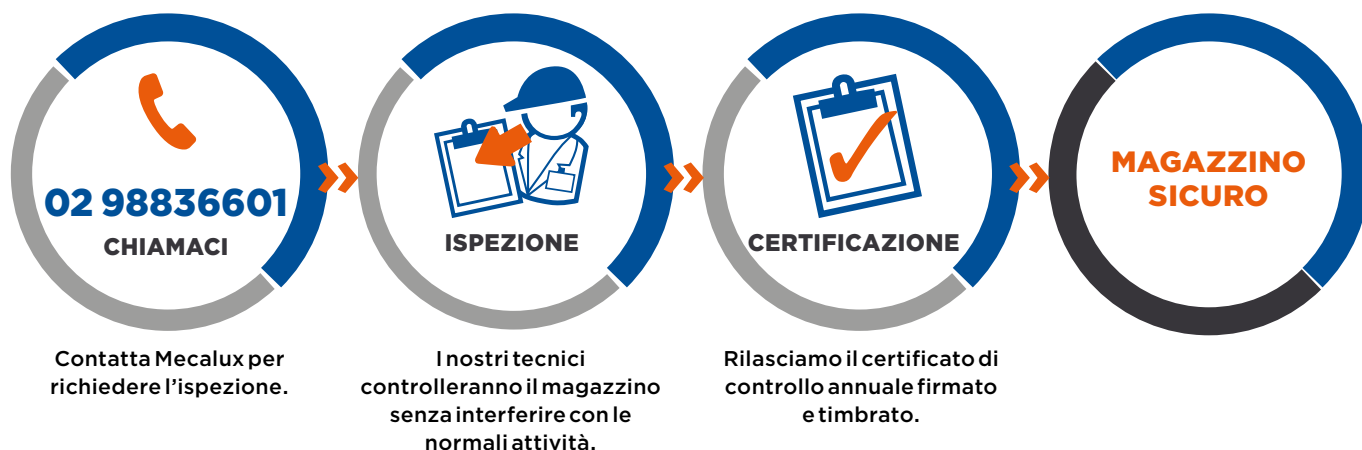 02 98836601
CHIAMACI
Contatta Mecalux per
richiedere l’ispezione.
ISPEZIONE
I nostri tecnici
controlleranno il magazzino
senza interferire con le
normali attività.
CERTIFICAZIONE
Rilasciamo il certificato di
controllo annuale firmato
e timbrato.
MAGAZZINO
SICURO